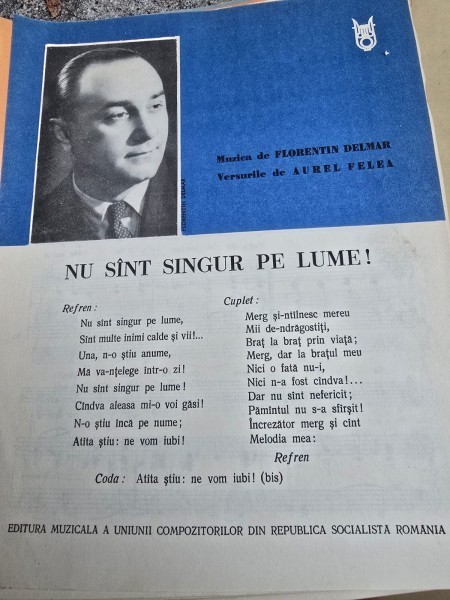 FLORENTIN DELMAR
Muzica de FLORENTIN DELMAR
Versurile de AUREL FELEA
NU SÎNT SINGUR PE LUME!
Refren:
Nu sînt singur pe lume,
Sînt multe inimi calde și vii!...
Una, n-o știu anume,
Mă va-nțelege într-o zi!
Nu sînt singur pe lume!
Cîndva aleasa mi-o voi găsi!
N-o știu încă pe nume;
Atîta știu: ne vom iubi!
Cuplet:
Merg și-ntîlnesc mereu
Mii de-ndrăgostiți,
Braț la braț prin viață;
Merg, dar la brațul meu
Nici o fată nu-i,
Nici n-a fost cîndva!...
Dar nu sînt nefericit;
Pămîntul nu s-a sfîrșit!
Încrezător merg și cînt
Melodia mea:
Refren
Coda: Atîta știu: ne vom iubi! (bis)
EDITURA MUZICALĂ A UNIUNII COMPOZITORILOR DIN REPUBLICA SOCIALISTĂ ROMÂNIA